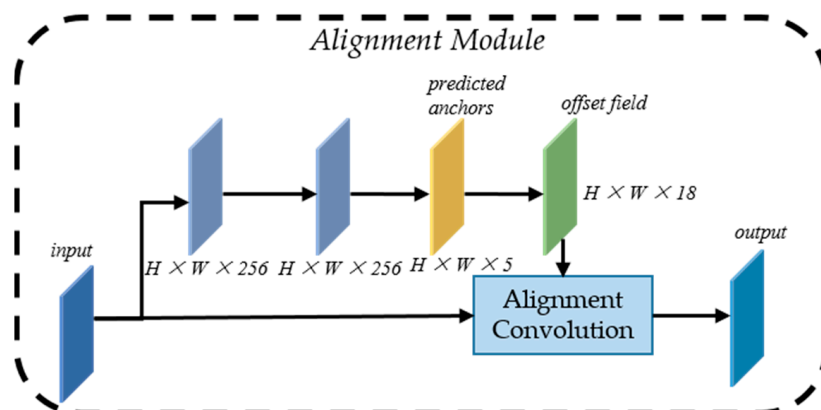 Alignment Module
predicted
anchors
offset field
H × W × 18
input
H × W × 256
H × W × 256
H × W × 5
output
Alignment
Convolution